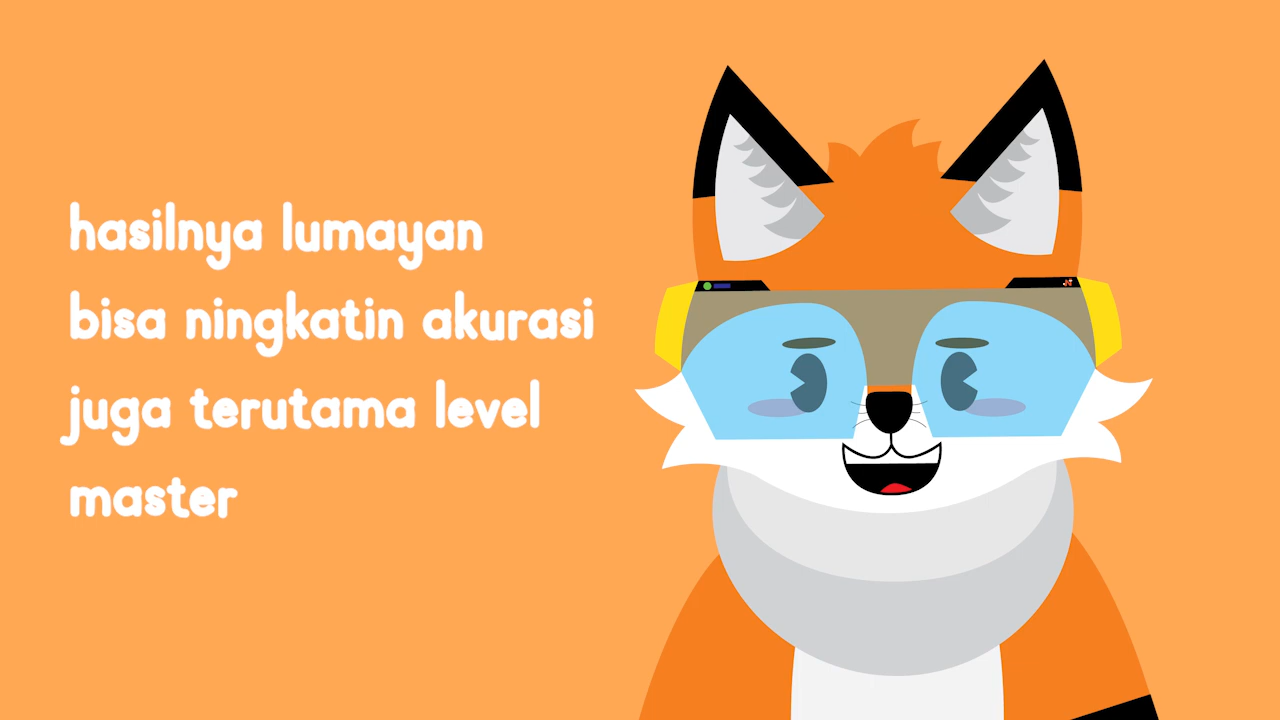 hasilnya lumayan
bisa ningkatin akurasi
juga terutama level
master